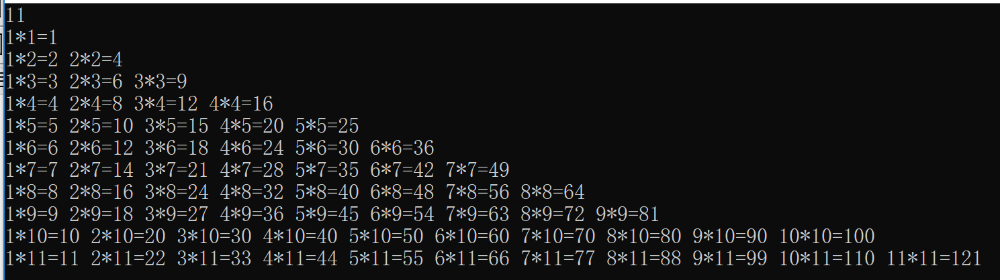 11
1*1=1
1*2=2 2*2=4
1*3=3 2*3=6 3*3=9
1*4=4 2*4=8 3*4=12 4*4=16
1*5=5 2*5=10 3*5=15 4*5=20 5*5=25
1*6=6 2*6=12 3*6=18 4*6=24 5*6=30 6*6=36
1*7=7 2*7=14 3*7=21 4*7=28 5*7=35 6*7=42 7*7=49
1*8=8 2*8=16 3*8=24 4*8=32 5*8=40 6*8=48 7*8=56 8*8=64
1*9=9 2*9=18 3*9=27 4*9=36 5*9=45 6*9=54 7*9=63 8*9=72 9*9=81
1*10=10 2*10=20 3*10=30 4*10=40 5*10=50 6*10=60 7*10=70 8*10=80 9*10=90 10*10=100
1*11=11 2*11=22 3*11=33 4*11=44 5*11=55 6*11=66 7*11=77 8*11=88 9*11=99 10*11=110 11*11=121